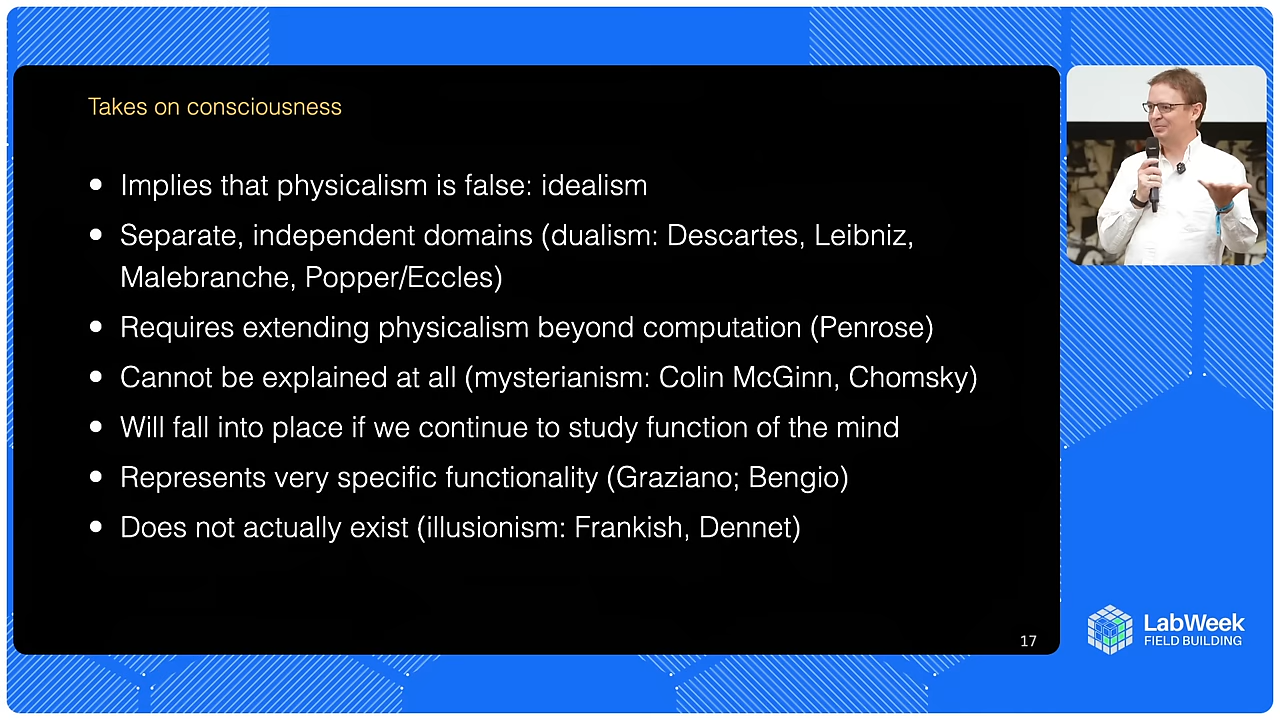 Takes on consciousness
• Implies that physicalism is false: idealism
• Separate, independent domains (dualism: Descartes, Leibniz,
Malebranche, Popper/Eccles)
• Requires extending physicalism beyond computation (Penrose)
• Cannot be explained at all (mysterianism: Colin McGinn, Chomsky)
• Will fall into place if we continue to study function of the mind
• Represents very specific functionality (Graziano; Bengio)
• Does not actually exist (illusionism: Frankish, Dennet)
17
LabWeek
FIELD BUILDING